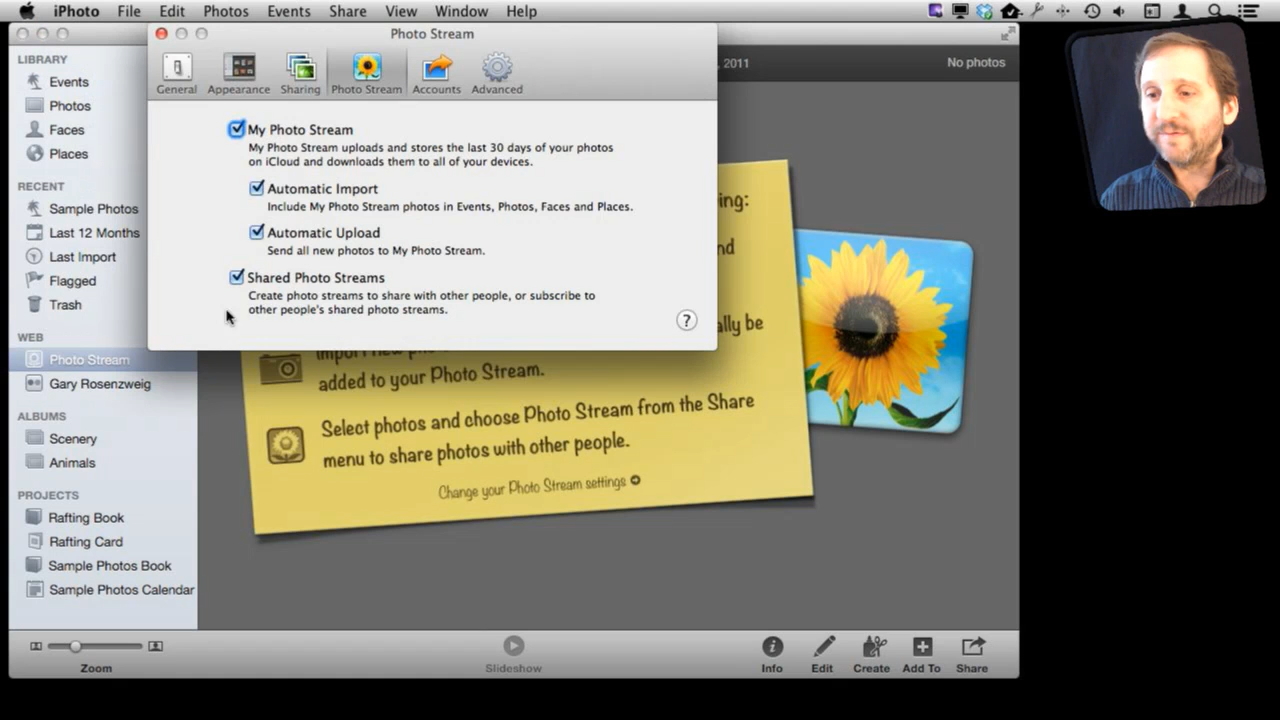 iPhoto File Edit Photos Events Share View Window Help
Photo Stream
General Appearance Sharing Photo Stream Accounts Advanced
, 2011
No photos
My Photo Stream
My Photo Stream uploads and stores the last 30 days of your photos
on iCloud and downloads them to all of your devices.
Automatic Import
Include My Photo Stream photos in Events, Photos, Faces and Places.
Automatic Upload
Send all new photos to My Photo Stream.
Shared Photo Streams
Create photo streams to share with other people, or subscribe to
other people's shared photo streams.
?
LIBRARY
Events
Photos
Faces
Places
RECENT
Sample Photos
Last 12 Months
Last Import
Flagged
Trash
WEB
Photo Stream
Gary Rosenzweig
ALBUMS
Scenery
Animals
PROJECTS
Rafting Book
Rafting Card
Sample Photos Book
Sample Photos Calendar
ing:
nd
ally be
added to your Photo Stream.
Select photos and choose Photo Stream from the Share
menu to share photos with other people.
Change your Photo Stream settings
Zoom
Slideshow
Info Edit Create Add To Share